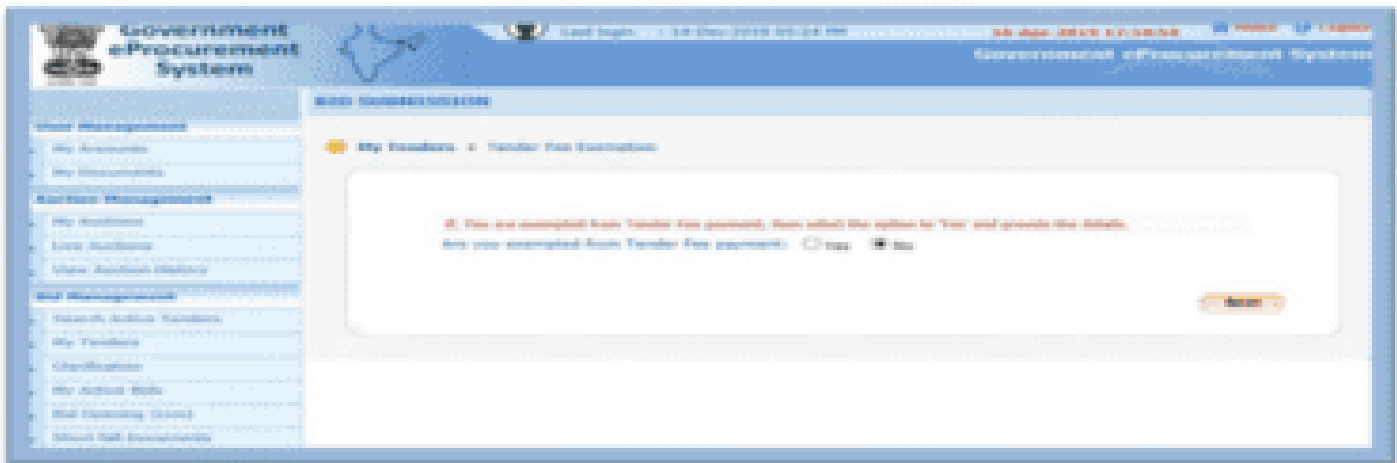 Government
eProcurement
System
Last login
Government eProcurement System
BID SUBMISSION
User Management
My Accounts
My Documents
Auction Management
My Auctions
Live Auctions
View Auction History
Bid Management
Search Active Tenders
My Tenders
Clarification
My Active Bids
Bid Opening (Live)
Short fall Documents
My Tenders » Tender Fee Exemption
If, You are exempted from Tender Fee payment, then select the option to 'Yes' and provide the details.
Are you exempted from Tender Fee payment: Yes No
Next